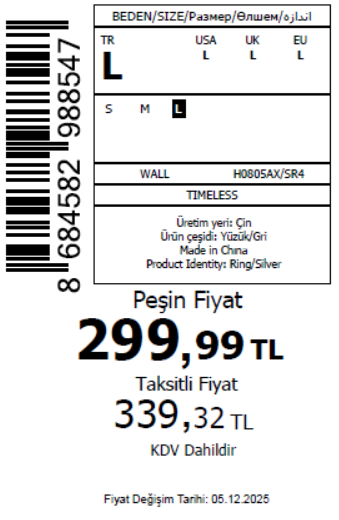 BEDEN/SIZE/Размер/Өлшем/اندازه
TR USA UK EU
L L L L
S M L
WALL H0805AX/SR4
TIMELESS
Üretim yeri: Çin
Ürün çeşidi: Yüzük/Gri
Made in China
Product Identity: Ring/Silver
8 684582 988547
Peşin Fiyat
299,99 TL
Taksitli Fiyat
339,32 TL
KDV Dahildir
Fiyat Değişim Tarihi: 05.12.2025